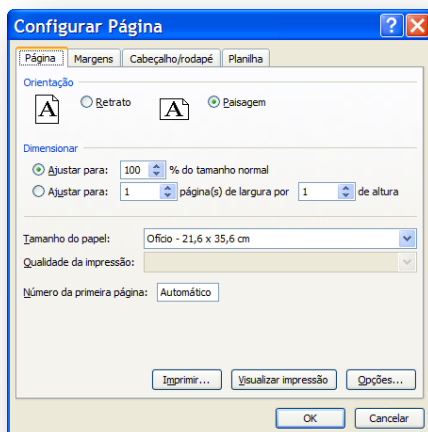 Configurar Página
Página Margens Cabeçalho/rodapé Planilha
Orientação
A Retrato A Paisagem
Dimensionar
Ajustar para: 100 % do tamanho normal
Ajustar para: 1 página(s) de largura por 1 de altura
Tamanho do papel: Ofício - 21,6 x 35,6 cm
Qualidade da impressão:
Número da primeira página: Automático
Imprimir... Visualizar impressão Opções...
OK Cancelar